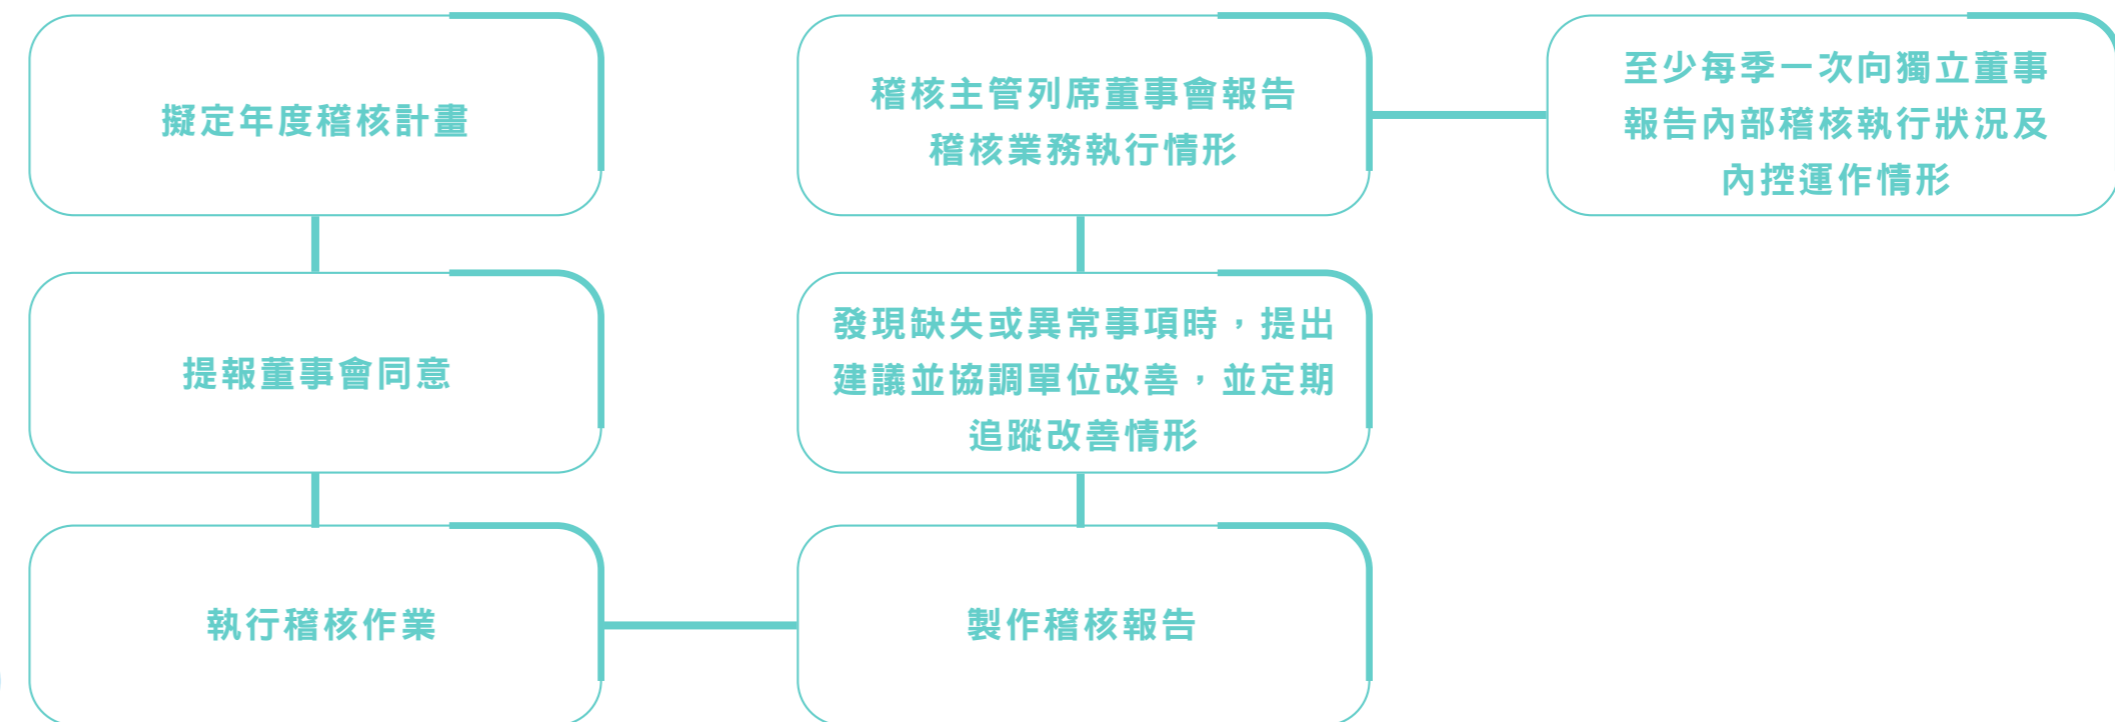 擬定年度稽核計畫
提報董事會同意
執行稽核作業
製作稽核報告
發現缺失或異常事項時，提出
建議並協調單位改善，並定期
追蹤改善情形
稽核主管列席董事會報告
稽核業務執行情形
至少每季一次向獨立董事
報告內部稽核執行狀況及
內控運作情形